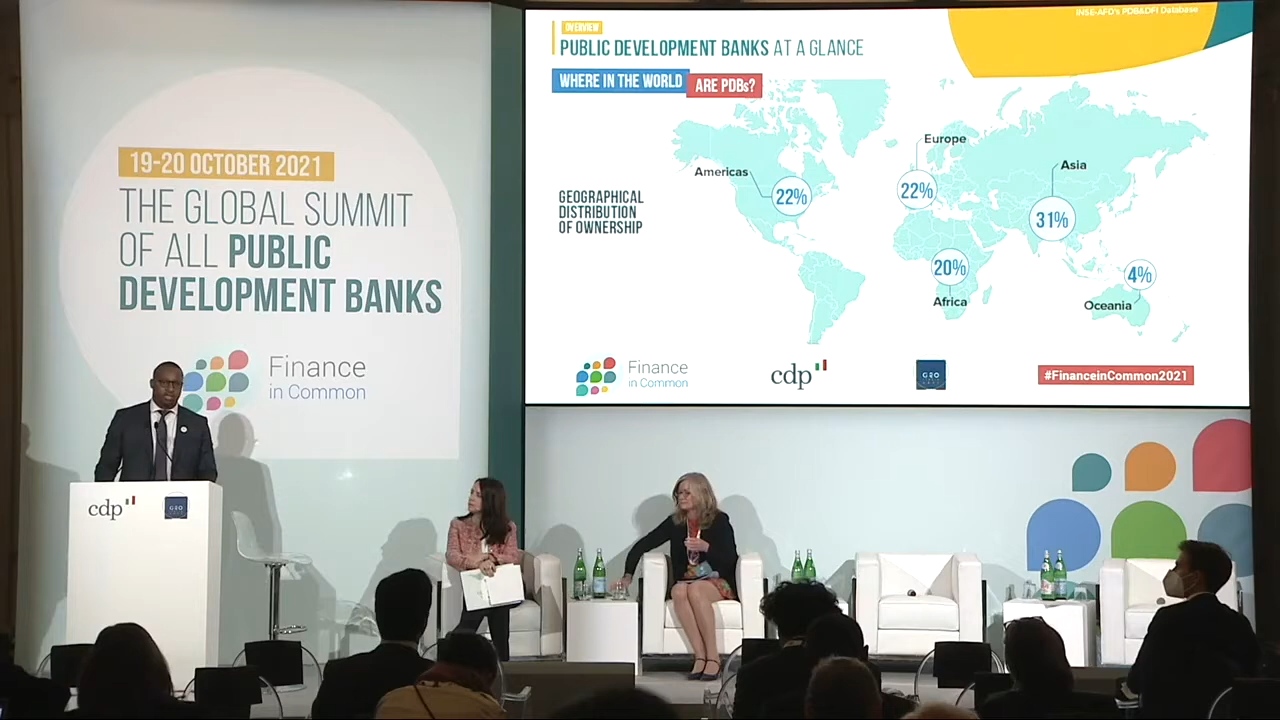 19-20 OCTOBER 2021
THE GLOBAL SUMMIT
OF ALL PUBLIC
DEVELOPMENT BANKS
Finance
in Common
cdp
GEO
INSE-AFD's PDB&DFI Database
OVERVIEW
PUBLIC DEVELOPMENT BANKS AT A GLANCE
WHERE IN THE WORLD ARE PDBs?
GEOGRAPHICAL
DISTRIBUTION
OF OWNERSHIP
Americas
22%
Europe
22%
Asia
31%
20%
Africa
4%
Oceania
Finance
in Common
cdp
#FinanceinCommon2021